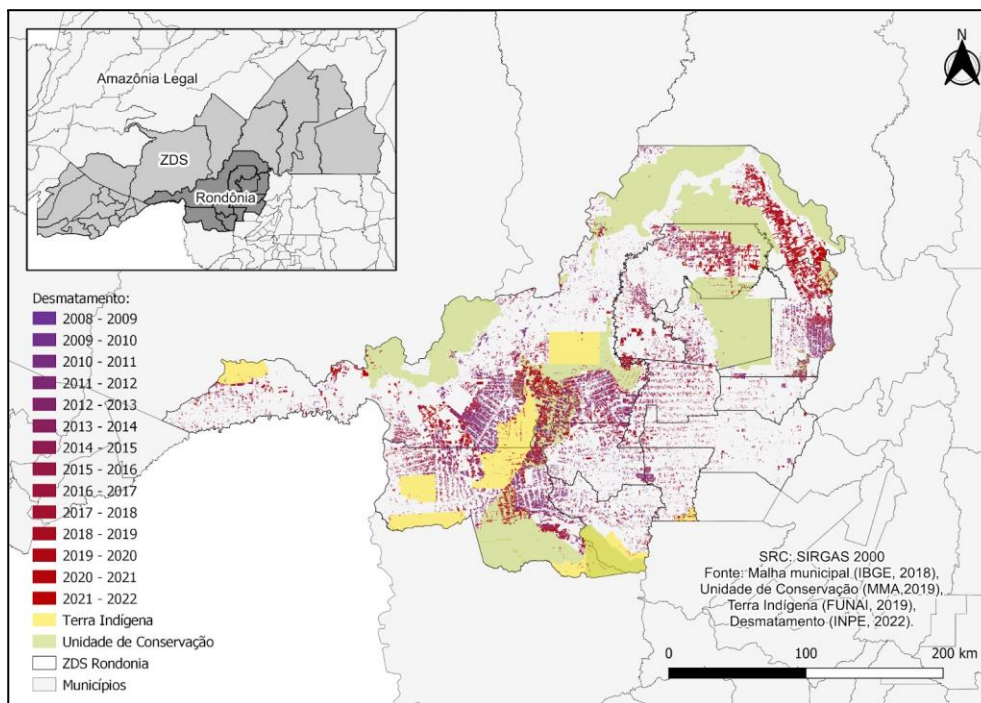 Amazônia Legal
ZDS
Rondônia
N
Desmatamento:
2008 - 2009
2009 - 2010
2010 - 2011
2011 - 2012
2012 - 2013
2013 - 2014
2014 - 2015
2015 - 2016
2016 - 2017
2017 - 2018
2018 - 2019
2019 - 2020
2020 - 2021
2021 - 2022
Terra Indígena
Unidade de Conservação
ZDS Rondonia
Municípios
SRC: SIRGAS 2000
Fonte: Malha municipal (IBGE, 2018),
Unidade de Conservação (MMA,2019),
Terra Indígena (FUNAI, 2019),
Desmatamento (INPE, 2022).
0 100 200 km